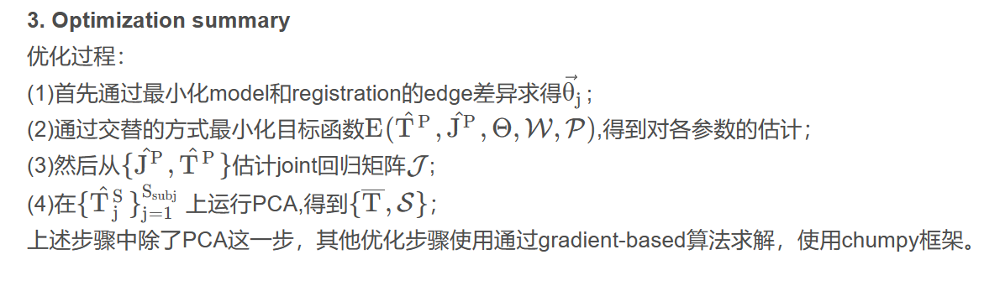 3. Optimization summary
优化过程：
(1)首先通过最小化model和registration的edge差异求得$\vec{\theta}_j$；
(2)通过交替的方式最小化目标函数$E(\hat{T}^P, \hat{J}^P, \Theta, \mathcal{W}, \mathcal{P})$,得到对各参数的估计；
(3)然后从$\{\hat{J}^P, \hat{T}^P\}$估计joint回归矩阵$\mathcal{J}$；
(4)在$\{\hat{T}_j^S\}_{j=1}^{S_{subj}}$ 上运行PCA,得到$\{\overline{T}, \mathcal{S}\}$；
上述步骤中除了PCA这一步，其他优化步骤使用通过gradient-based算法求解，使用chumpy框架。